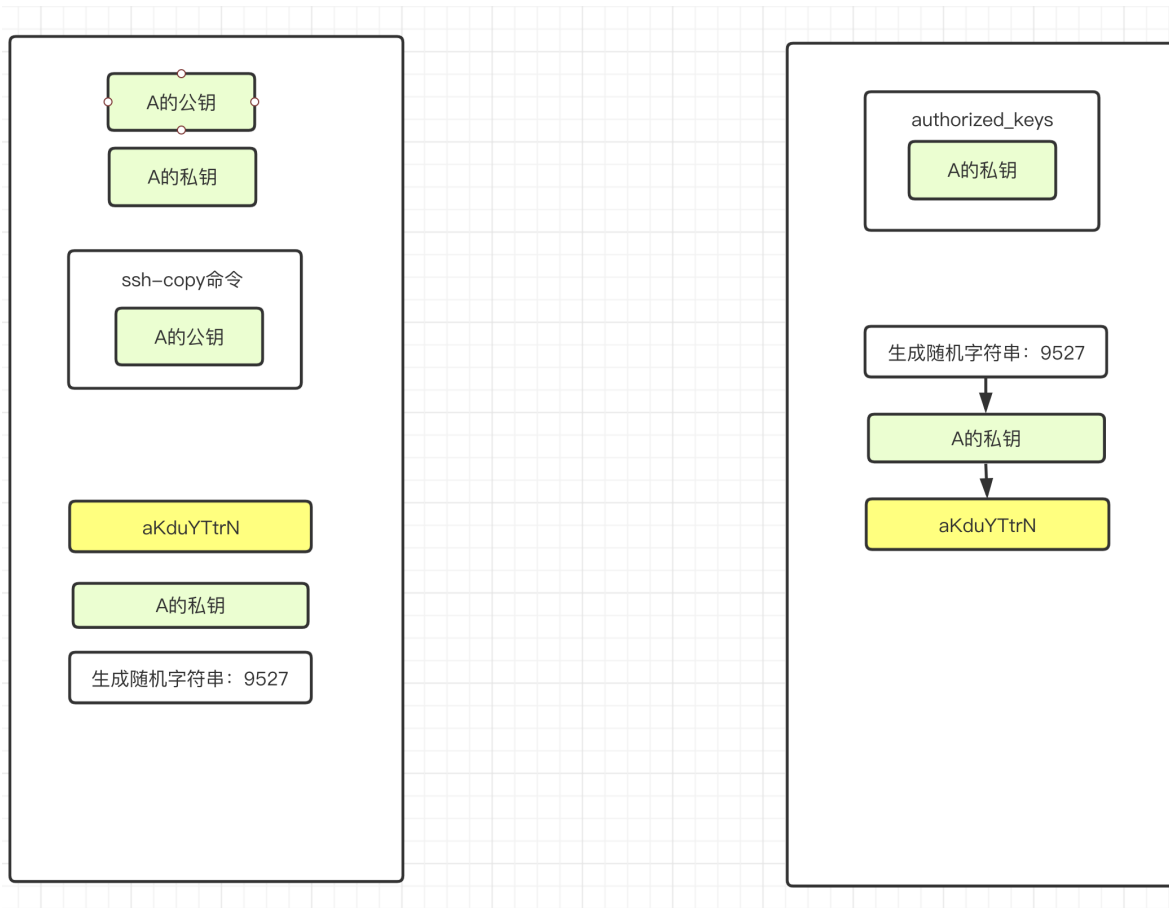 A的公钥
A的私钥
ssh-copy命令
A的公钥
aKduYTtrN
A的私钥
生成随机字符串：9527
authorized_keys
A的私钥
生成随机字符串：9527
A的私钥
aKduYTtrN